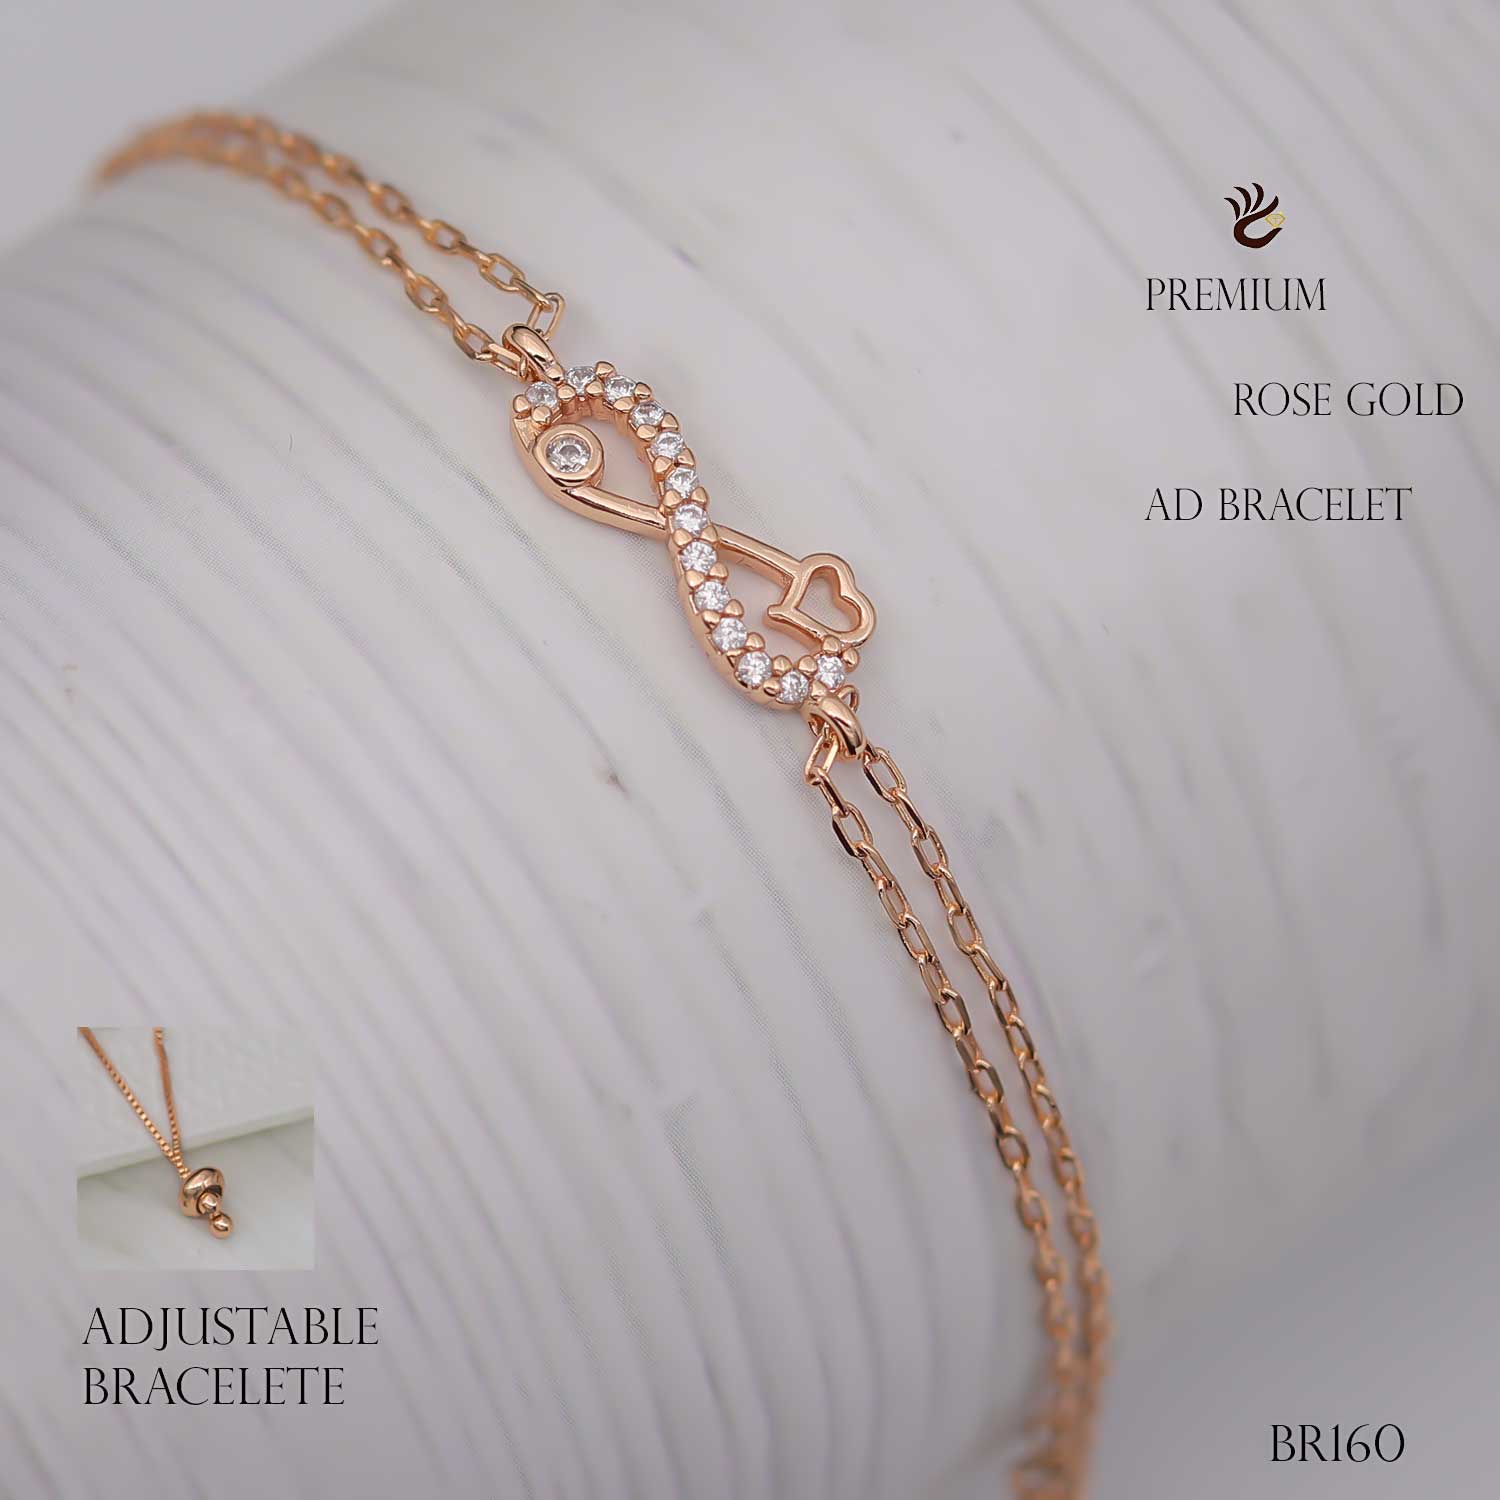 PREMIUM
ROSE GOLD
AD BRACELET
ADJUSTABLE
BRACELETE
BR160